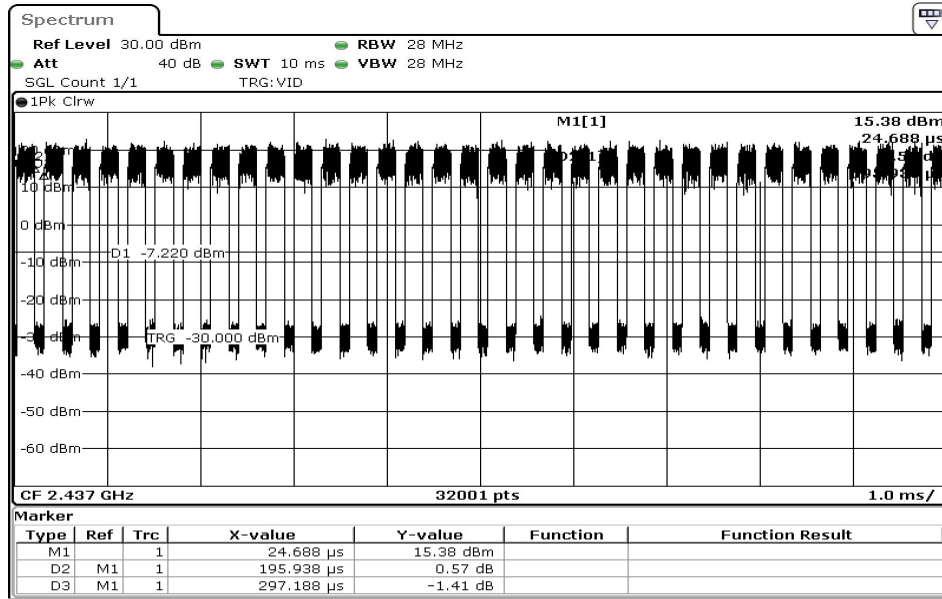 Spectrum
Ref Level 30.00 dBm RBW 28 MHz
Att 40 dB SWT 10 ms VBW 28 MHz
SGL Count 1/1 TRG:VID
1Pk Clrw
M1[1] 15.38 dBm
24.688 µs
10 dBm
0 dBm
D1 -7.220 dBm
-10 dBm
-20 dBm
TRG -30.000 dBm
-40 dBm
-50 dBm
-60 dBm
CF 2.437 GHz 32001 pts 1.0 ms/
Marker
Type Ref Trc X-value Y-value Function Function Result
M1 1 24.688 µs 15.38 dBm
D2 M1 1 195.938 µs 0.57 dB
D3 M1 1 297.188 µs -1.41 dB